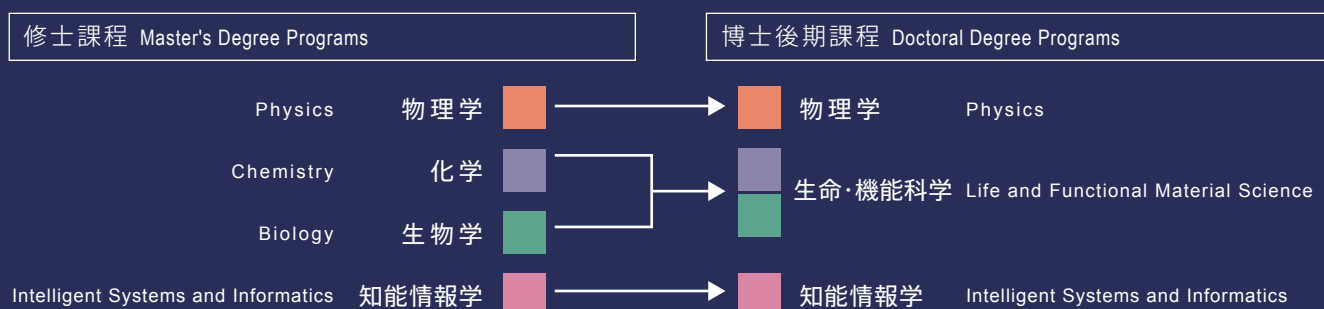 修士課程 Master's Degree Programs
博士後期課程 Doctoral Degree Programs
Physics 物理学
物理学 Physics
Chemistry 化学
Biology 生物学
生命・機能科学 Life and Functional Material Science
Intelligent Systems and Informatics 知能情報学
知能情報学 Intelligent Systems and Informatics